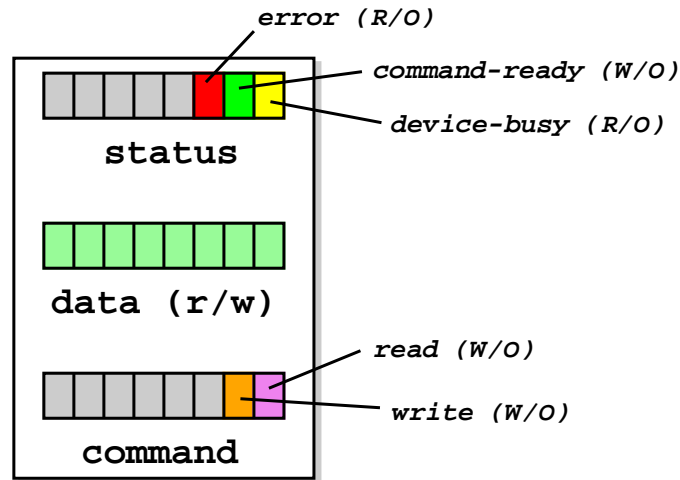 error (R/O)
command-ready (W/O)
device-busy (R/O)
status
data (r/w)
read (W/O)
write (W/O)
command